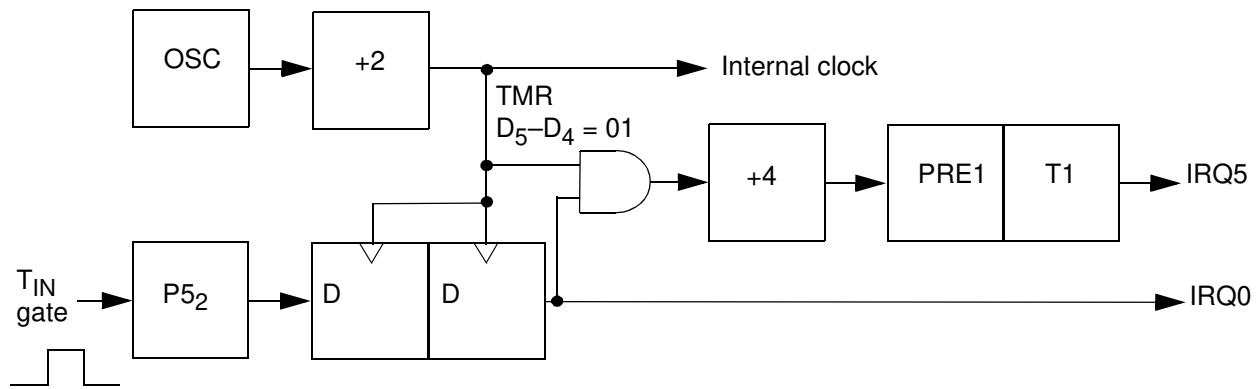 OSC
+2
Internal clock
TMR
D5–D4 = 01
+4
PRE1
T1
IRQ5
TIN
gate
P52
D
D
IRQ0